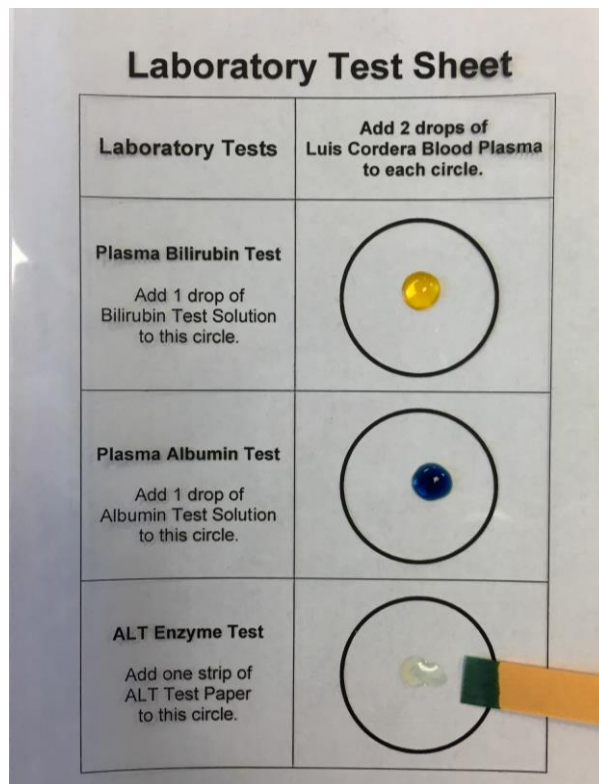 Laboratory Test Sheet
Laboratory Tests
Add 2 drops of
Luis Cordera Blood Plasma
to each circle.
Plasma Bilirubin Test
Add 1 drop of
Bilirubin Test Solution
to this circle.
Plasma Albumin Test
Add 1 drop of
Albumin Test Solution
to this circle.
ALT Enzyme Test
Add one strip of
ALT Test Paper
to this circle.